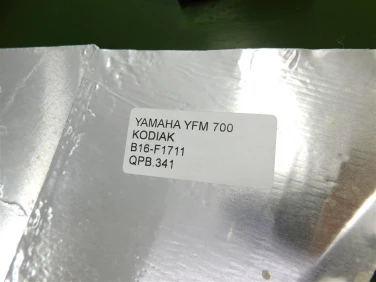 YAMAHA YFM 700
KODIAK
B16-F1711
QPB.341